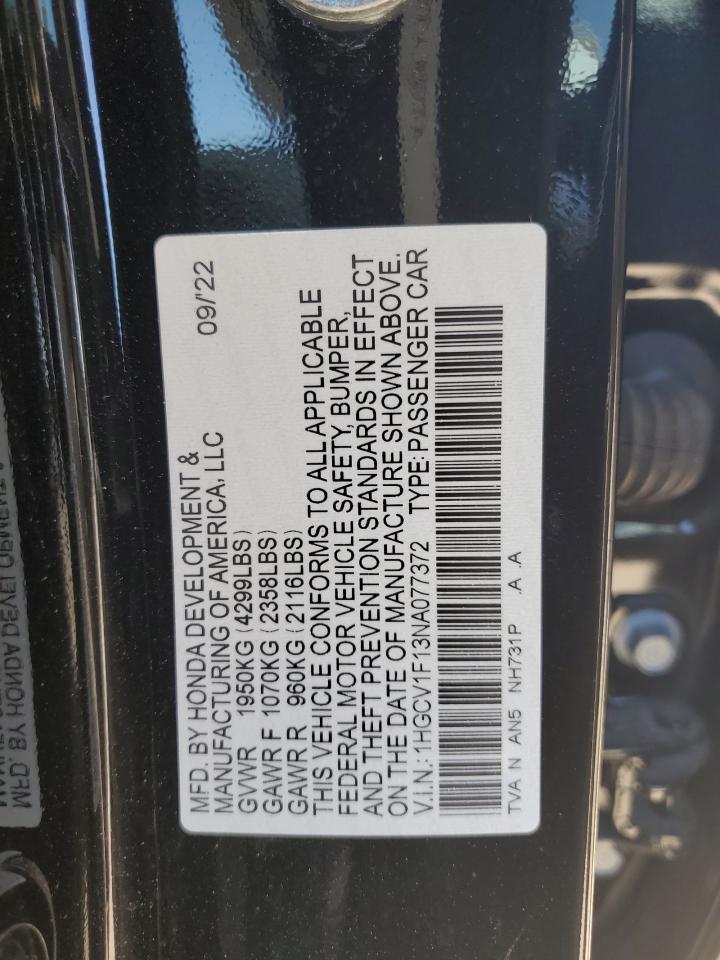 MFD. BY HONDA DEVELOPMENT &
MANUFACTURING OF AMERICA, LLC 09/'22
GVWR 1950KG (4299LBS)
GAWR F 1070KG (2358LBS)
GAWR R 960KG (2116LBS)
THIS VEHICLE CONFORMS TO ALL APPLICABLE
FEDERAL MOTOR VEHICLE SAFETY, BUMPER,
AND THEFT PREVENTION STANDARDS IN EFFECT
ON THE DATE OF MANUFACTURE SHOWN ABOVE.
V.I.N.: 1HGCV1F13NA077372 TYPE: PASSENGER CAR
TVA N AN5 NH731P .A .A
MFD. BY HONDA DEVELOPMENT &